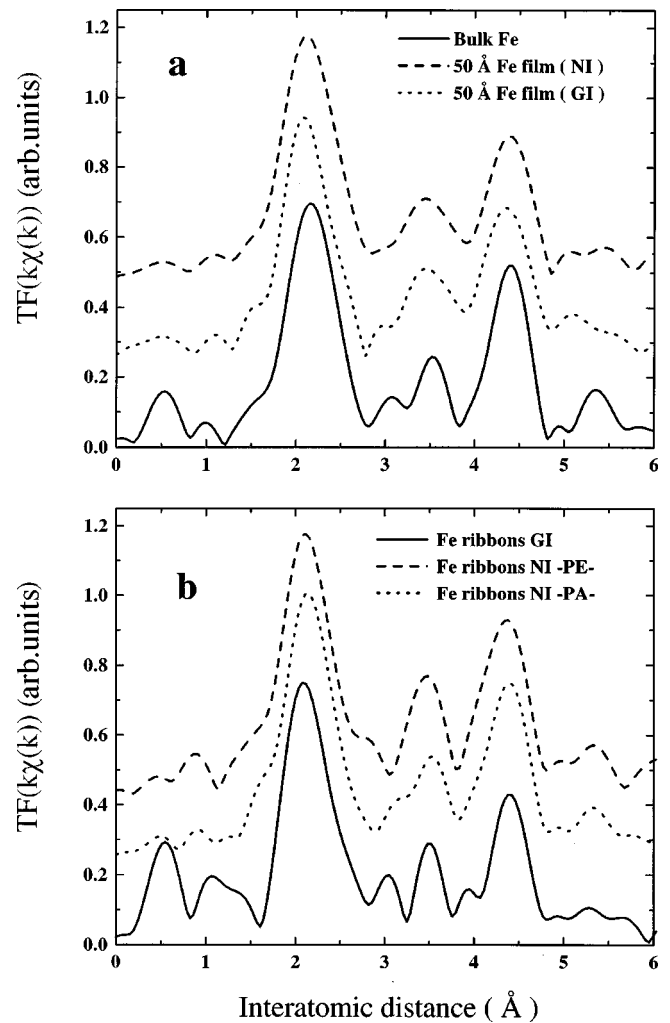 1.2
1.0
0.8
0.6
0.4
0.2
0.0
TF(kχ(k)) (arb.units)
a
Bulk Fe
50 Å Fe film ( NI )
50 Å Fe film ( GI )
0 1 2 3 4 5 6
1.2
1.0
0.8
0.6
0.4
0.2
0.0
TF(kχ(k)) (arb.units)
b
Fe ribbons GI
Fe ribbons NI -PE-
Fe ribbons NI -PA-
0 1 2 3 4 5 6
Interatomic distance ( Å )